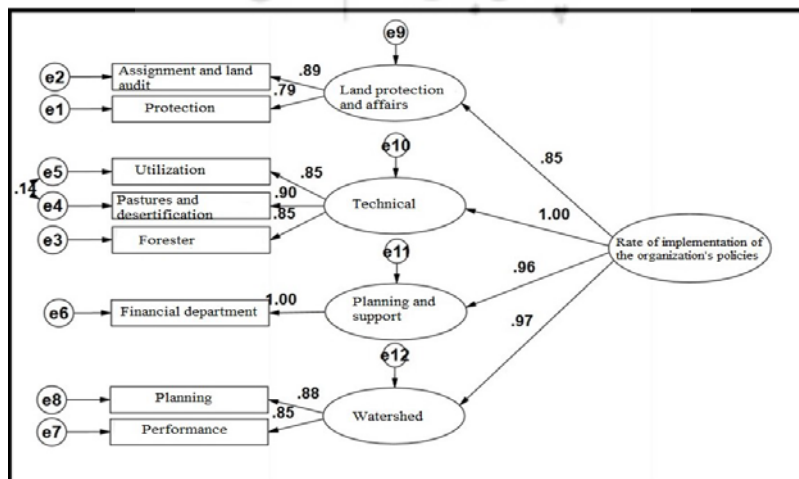 e9
e2
Assignment and land
audit
.89
Land protection
and affairs
e1
Protection
.79
.85
e10
e5
Utilization
.85
.14
e4
Pastures and
desertification
.90
Technical
1.00
e3
Forester
.85
Rate of implementation of
the organization's policies
e11
.96
e6
Financial department
1.00
Planning and
support
.97
e12
e8
Planning
.88
Watershed
e7
Performance
.85